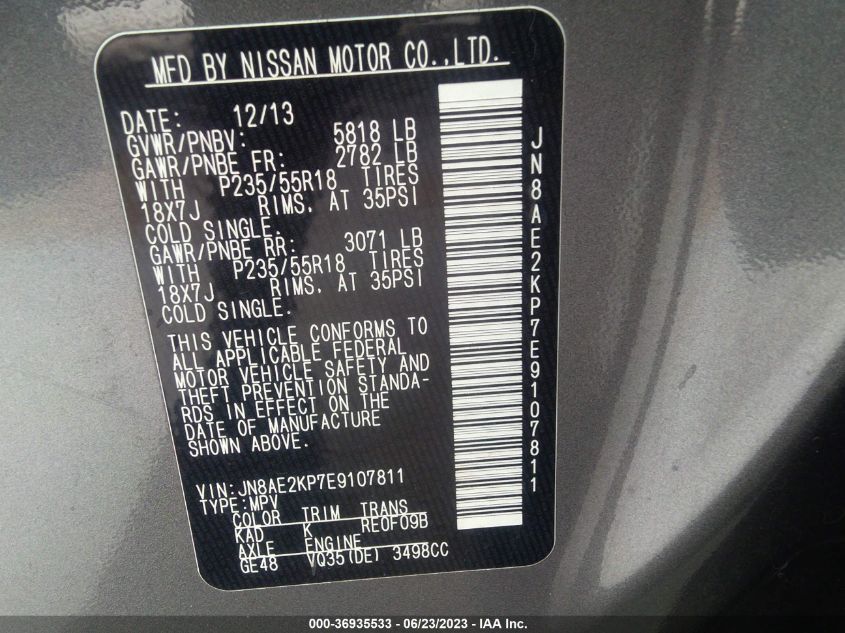 MFD BY NISSAN MOTOR CO.,LTD.
DATE: 12/13
GVWR/PNBV: 5818 LB
GAWR/PNBE FR: 2782 LB
WITH P235/55R18 TIRES
18X7J RIMS, AT 35PSI
COLD SINGLE.
GAWR/PNBE RR: 3071 LB
WITH P235/55R18 TIRES
18X7J RIMS, AT 35PSI
COLD SINGLE.
THIS VEHICLE CONFORMS TO
ALL APPLICABLE FEDERAL
MOTOR VEHICLE SAFETY AND
THEFT PREVENTION STANDA-
RDS IN EFFECT ON THE
DATE OF MANUFACTURE
SHOWN ABOVE.
VIN:JN8AE2KP7E9107811
TYPE:MPV
COLOR TRIM TRANS
KAD K RE0F09B
AXLE ENGINE
GE48 VQ35(DE) 3498CC
JN8AE2KP7E9107811
000-36935533 - 06/23/2023 - IAA Inc.